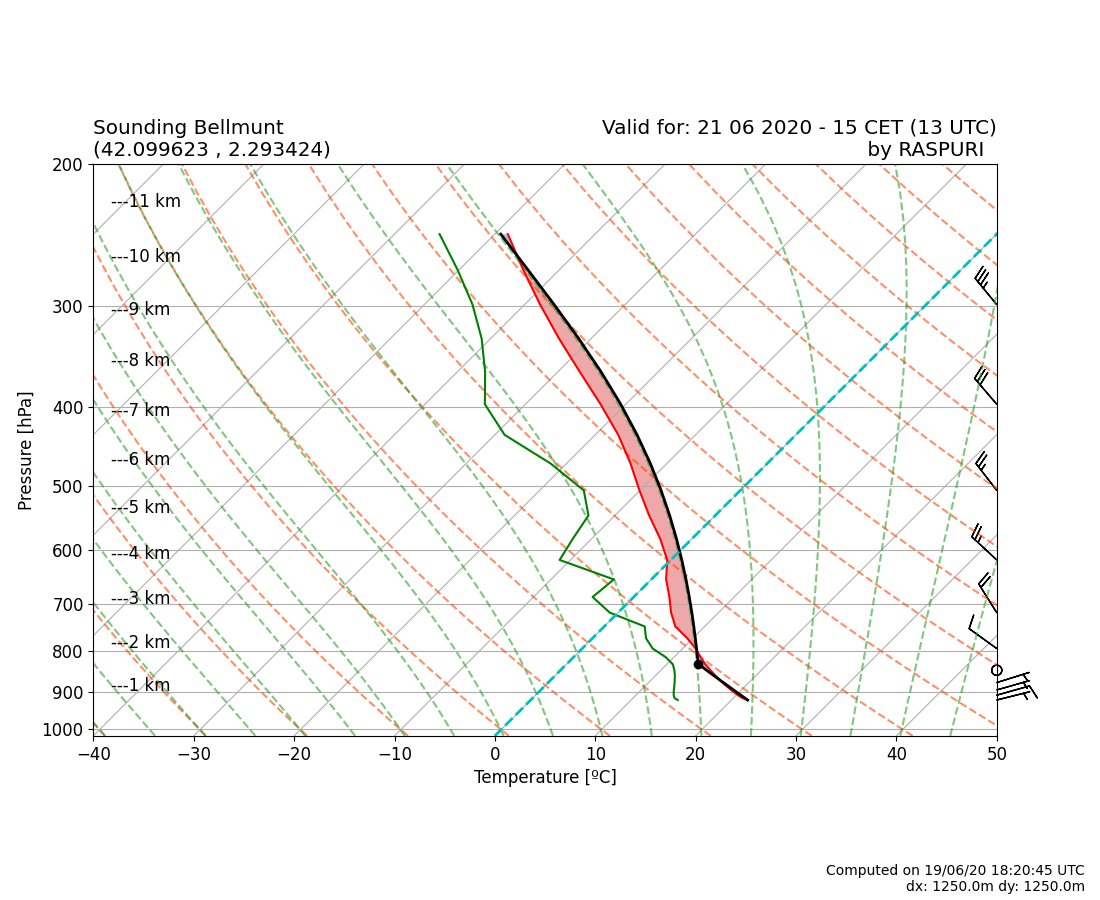 Sounding Bellmunt
(42.099623 , 2.293424)
Valid for: 21 06 2020 - 15 CET (13 UTC)
by RASPURI
200
300
400
500
600
700
800
900
1000
Pressure [hPa]
---11 km
---10 km
---9 km
---8 km
---7 km
---6 km
---5 km
---4 km
---3 km
---2 km
---1 km
−40 −30 −20 −10 0 10 20 30 40 50
Temperature [ºC]
Computed on 19/06/20 18:20:45 UTC
dx: 1250.0m dy: 1250.0m